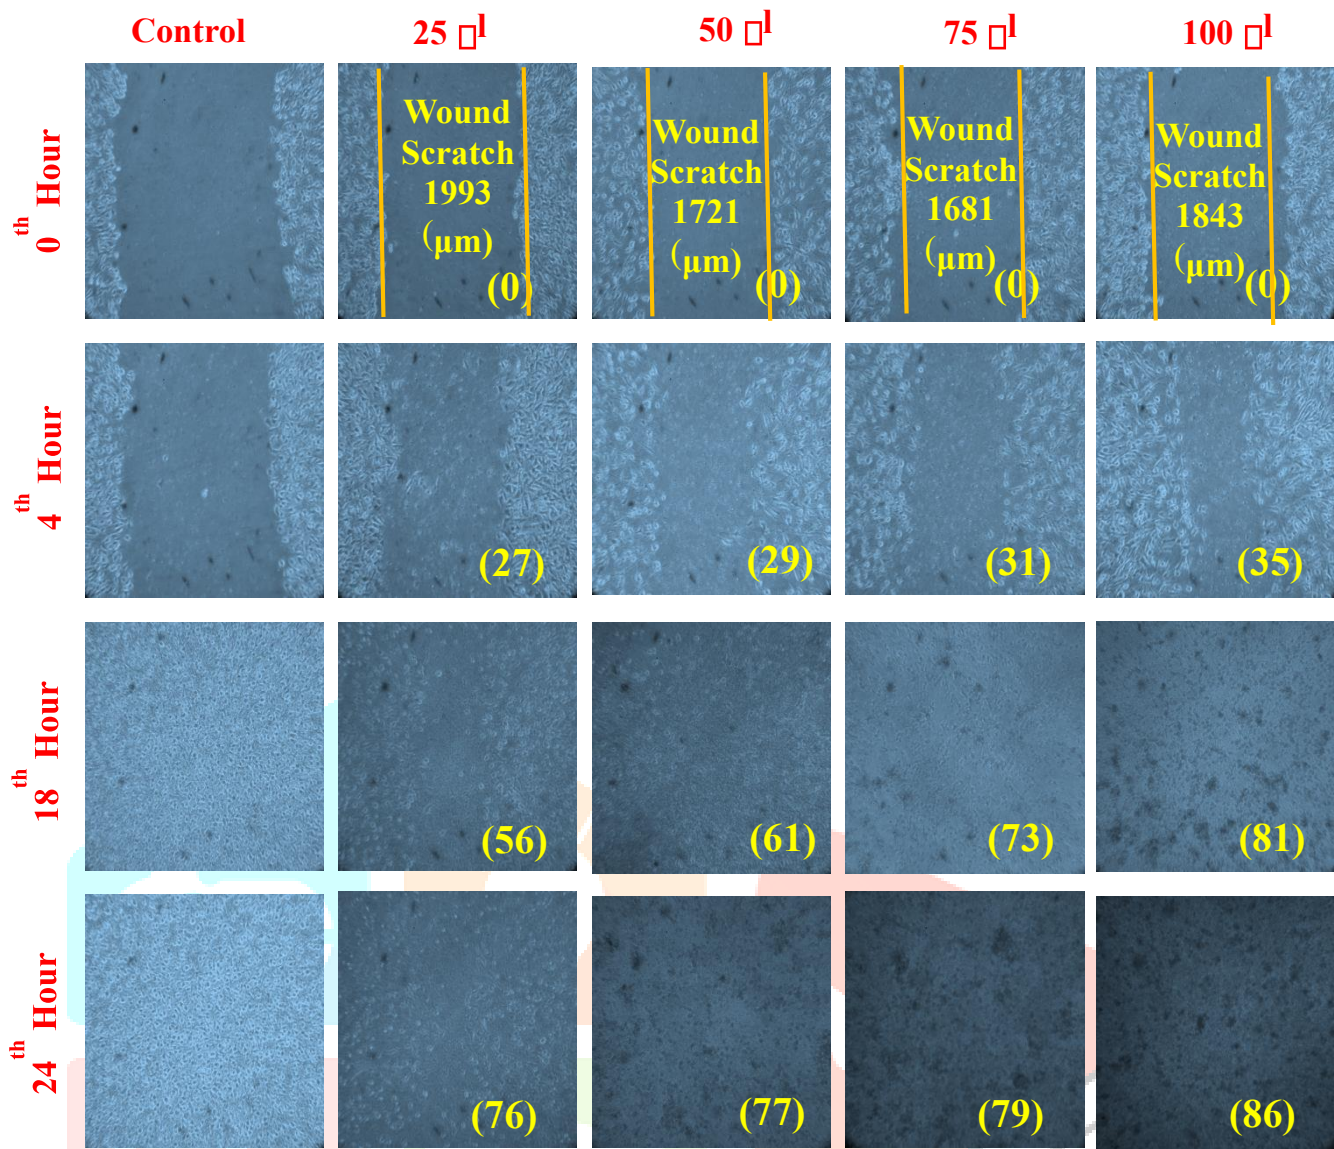 Control 25 □l 50 □l 75 □l 100 □l
0th Hour
Wound
Scratch
1993
(μm)
(0)
Wound
Scratch
1721
(μm)
(0)
Wound
Scratch
1681
(μm)
(0)
Wound
Scratch
1843
(μm)
(0)
4th Hour
(27) (29) (31) (35)
18th Hour
(56) (61) (73) (81)
24th Hour
(76) (77) (79) (86)